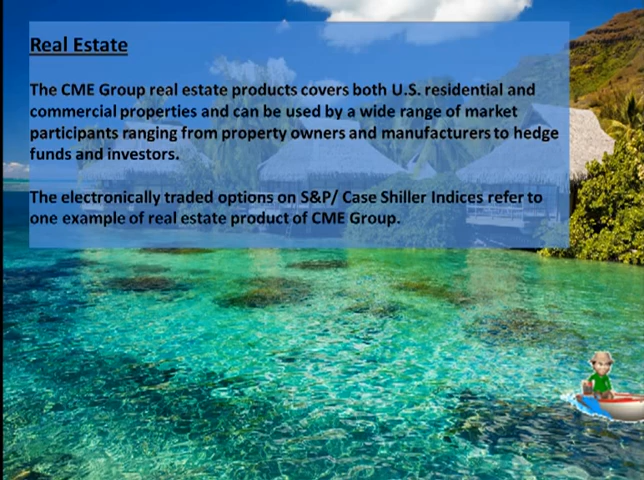 Real Estate
The CME Group real estate products covers both U.S. residential and
commercial properties and can be used by a wide range of market
participants ranging from property owners and manufacturers to hedge
funds and investors.
The electronically traded options on S&P/ Case Shiller Indices refer to
one example of real estate product of CME Group.